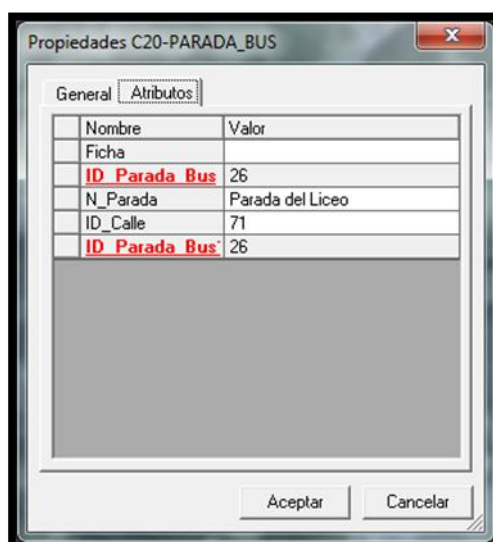 Propiedades C20-PARADA_BUS
General Atributos
Nombre Valor
Ficha
ID_Parada_Bus 26
N_Parada Parada del Liceo
ID_Calle 71
ID_Parada_Bus' 26
Aceptar Cancelar